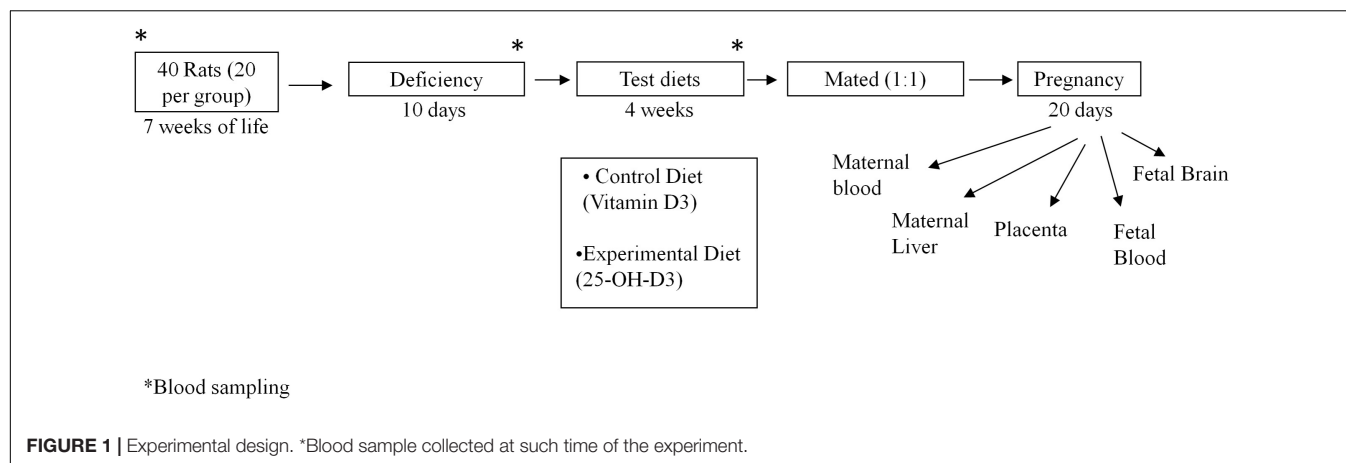 *
*
*
40 Rats (20
per group)
Deficiency
Test diets
Mated (1:1)
Pregnancy
7 weeks of life
10 days
4 weeks
20 days
• Control Diet
(Vitamin D3)
•Experimental Diet
(25-OH-D3)
Maternal
blood
Maternal
Liver
Placenta
Fetal
Blood
Fetal Brain
*Blood sampling
FIGURE 1 | Experimental design. *Blood sample collected at such time of the experiment.